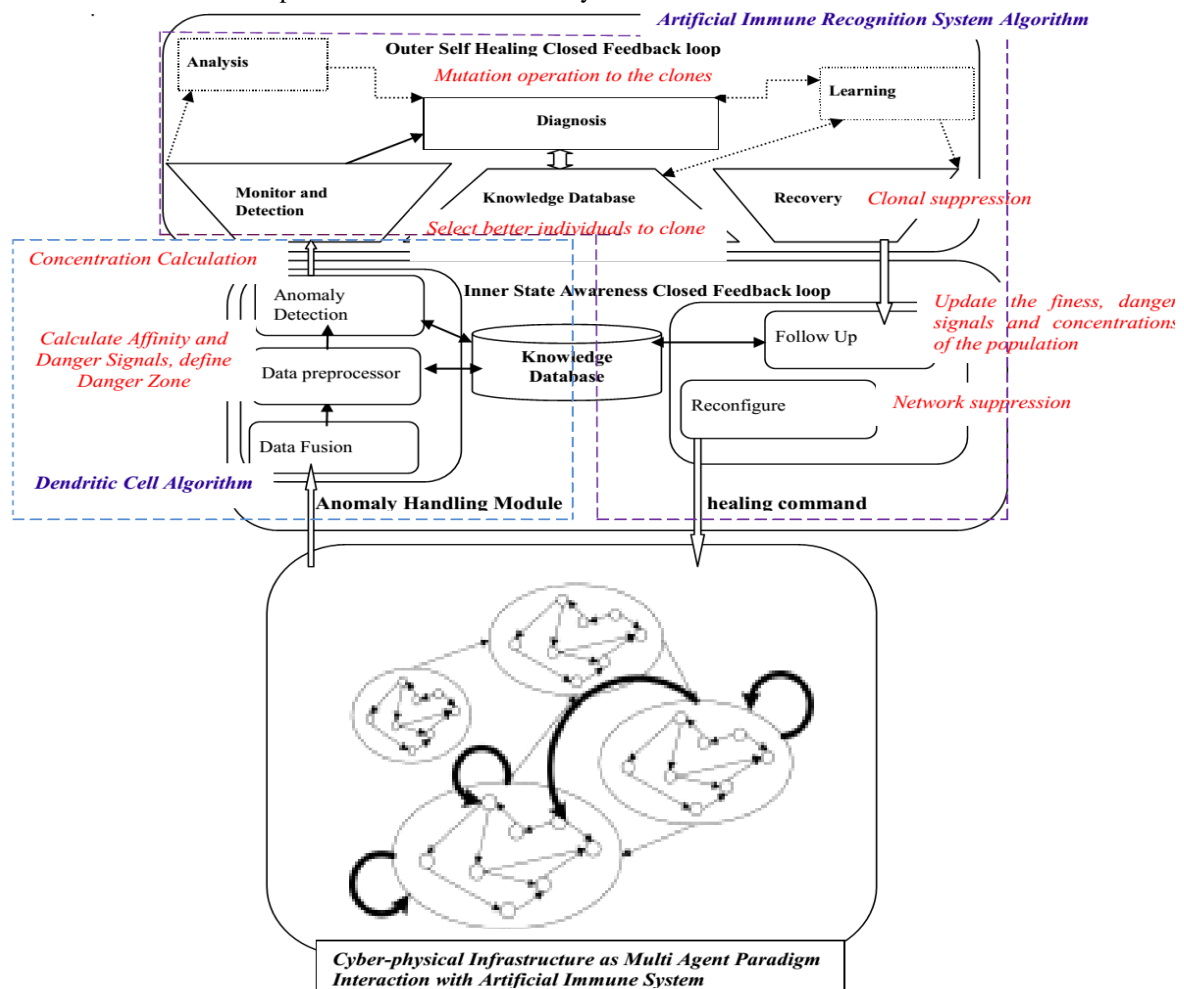 Artificial Immune Recognition System Algorithm
Outer Self Healing Closed Feedback loop
Analysis
Mutation operation to the clones
Learning
Diagnosis
Monitor and
Detection
Knowledge Database
Recovery
Clonal suppression
Select better individuals to clone
Concentration Calculation
Anomaly
Detection
Inner State Awareness Closed Feedback loop
Update the finess, danger
signals and concentrations
of the population
Calculate Affinity and
Danger Signals, define
Danger Zone
Follow Up
Data preprocessor
Knowledge
Database
Reconfigure
Network suppression
Data Fusion
Dendritic Cell Algorithm
Anomaly Handling Module
healing command
Cyber-physical Infrastructure as Multi Agent Paradigm
Interaction with Artificial Immune System